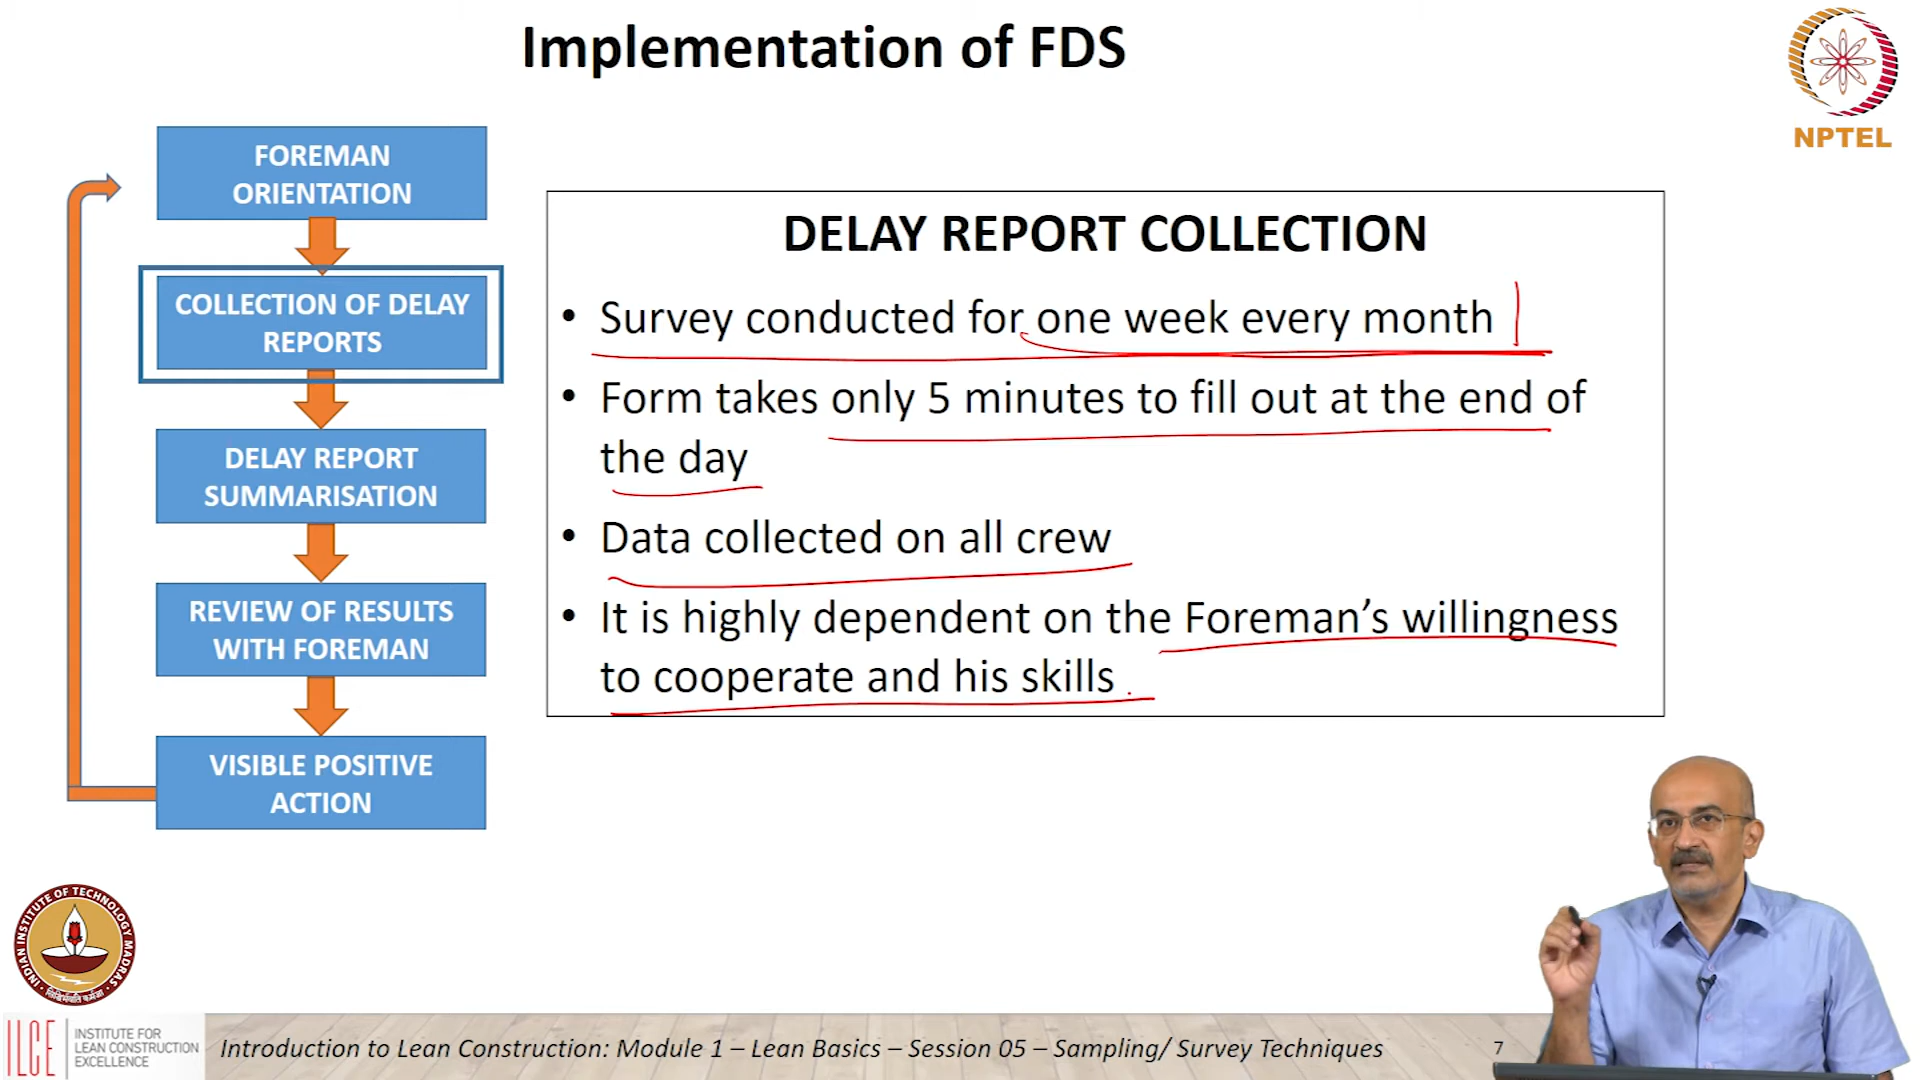 Implementation of FDS
NPTEL
FOREMAN
ORIENTATION
COLLECTION OF DELAY
REPORTS
DELAY REPORT
SUMMARISATION
REVIEW OF RESULTS
WITH FOREMAN
VISIBLE POSITIVE
ACTION
DELAY REPORT COLLECTION
• Survey conducted for one week every month
• Form takes only 5 minutes to fill out at the end of
the day
• Data collected on all crew
• It is highly dependent on the Foreman’s willingness
to cooperate and his skills
INDIAN INSTITUTE OF TECHNOLOGY MADRAS
सिद्धिर्भवति कर्मजा
ILCE
INSTITUTE FOR
LEAN CONSTRUCTION
EXCELLENCE
Introduction to Lean Construction: Module 1 – Lean Basics – Session 05 – Sampling/ Survey Techniques
7